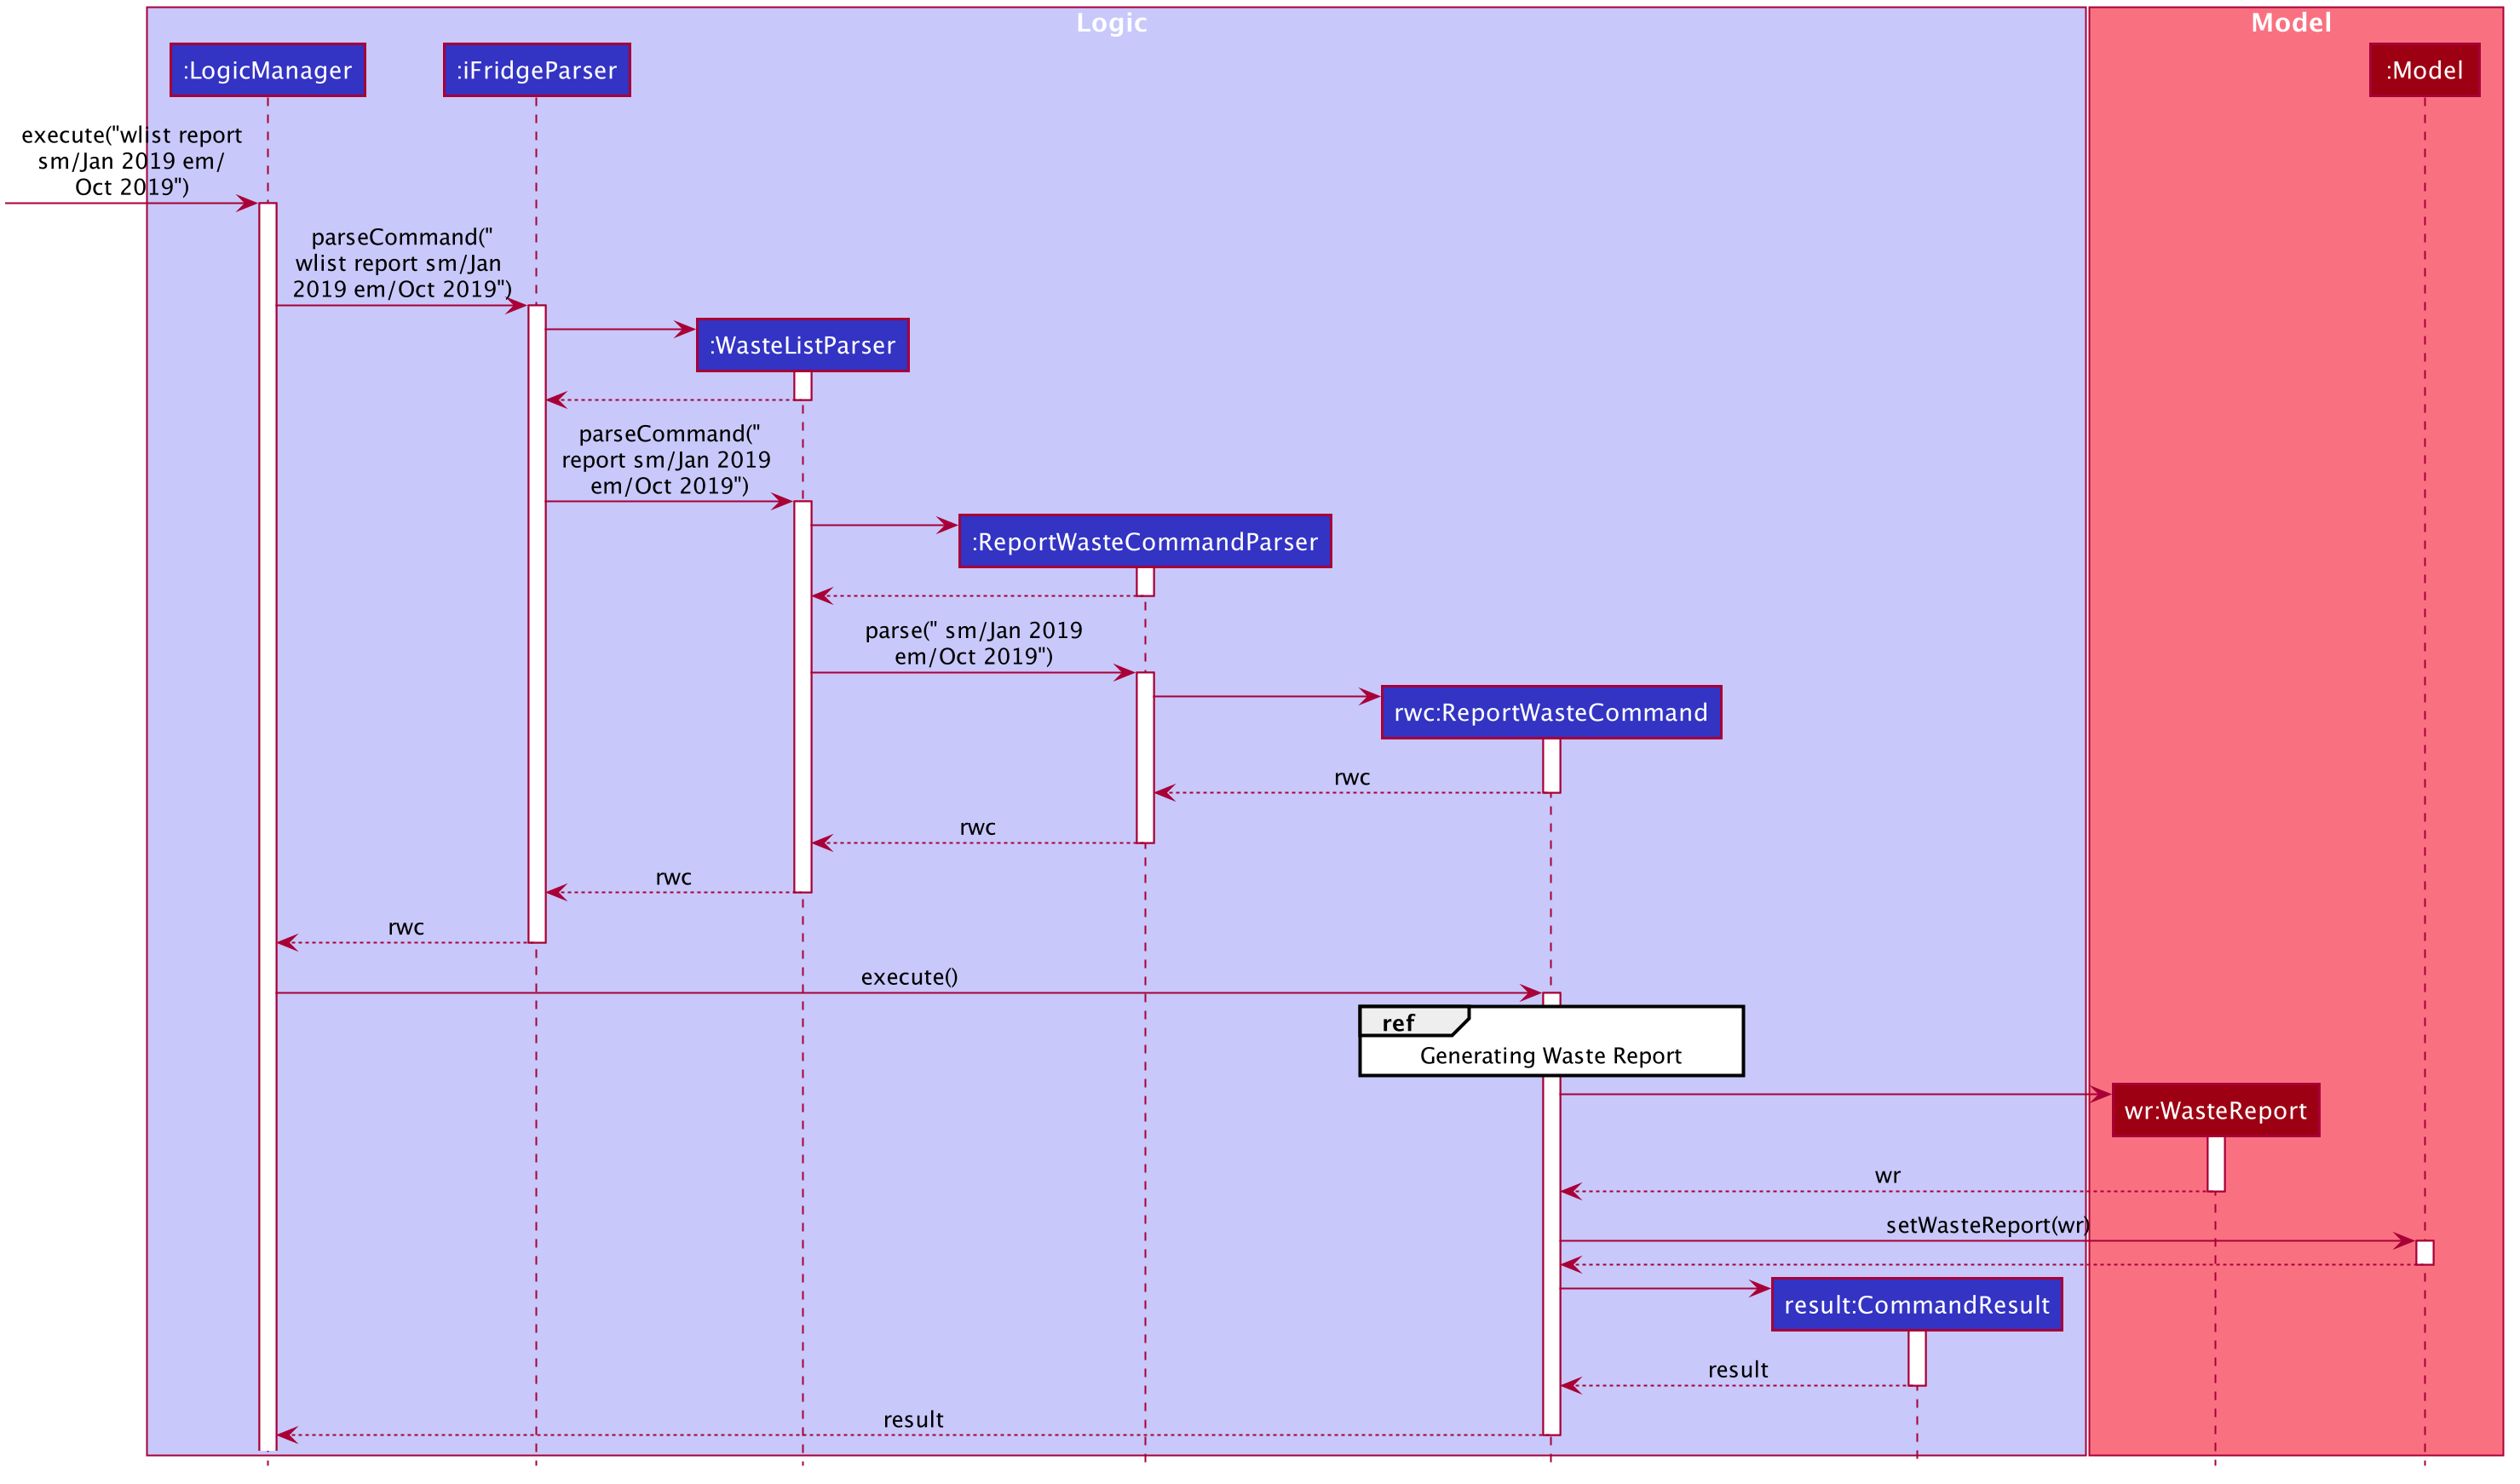 Logic
Model
:LogicManager
:iFridgeParser
:Model
execute("wlist report
sm/Jan 2019 em/
Oct 2019")
parseCommand("
wlist report sm/Jan
2019 em/Oct 2019")
:WasteListParser
parseCommand("
report sm/Jan 2019
em/Oct 2019")
:ReportWasteCommandParser
parse(" sm/Jan 2019
em/Oct 2019")
rwc:ReportWasteCommand
rwc
rwc
rwc
rwc
execute()
ref
Generating Waste Report
wr:WasteReport
wr
setWasteReport(wr)
result:CommandResult
result
result